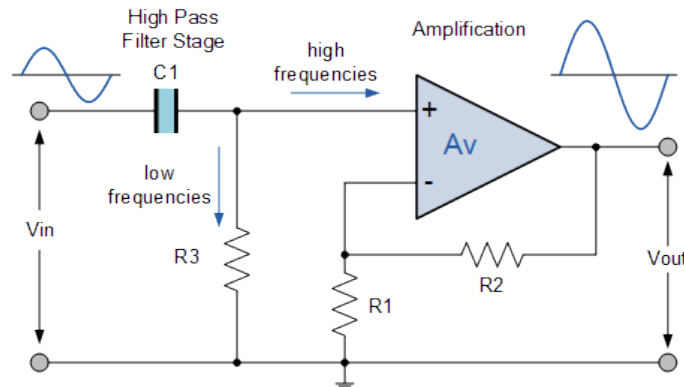 High Pass
Filter Stage
C1
high
frequencies
Amplification
+
Av
-
low
frequencies
Vin
R3
R1
R2
Vout